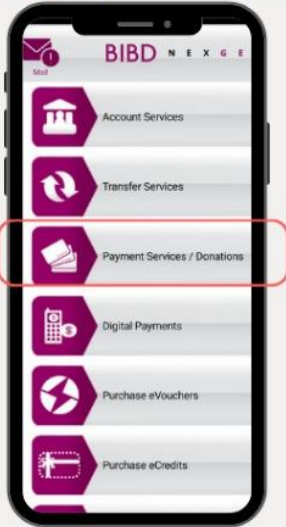 BIBD NEXGE
Mail
Account Services
Transfer Services
Payment Services / Donations
Digital Payments
Purchase eVouchers
Purchase eCredits